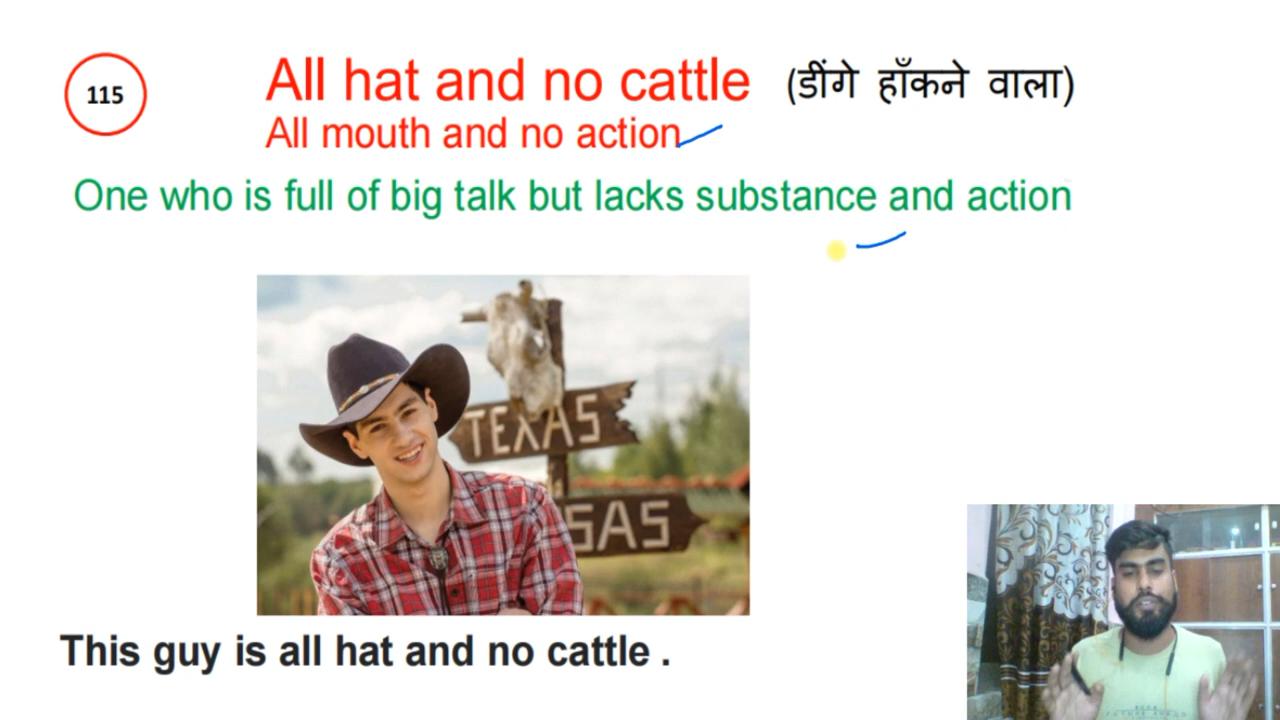 115
All hat and no cattle (डींगे हाँकने वाला)
All mouth and no action
One who is full of big talk but lacks substance and action
TEXAS
SAS
This guy is all hat and no cattle .